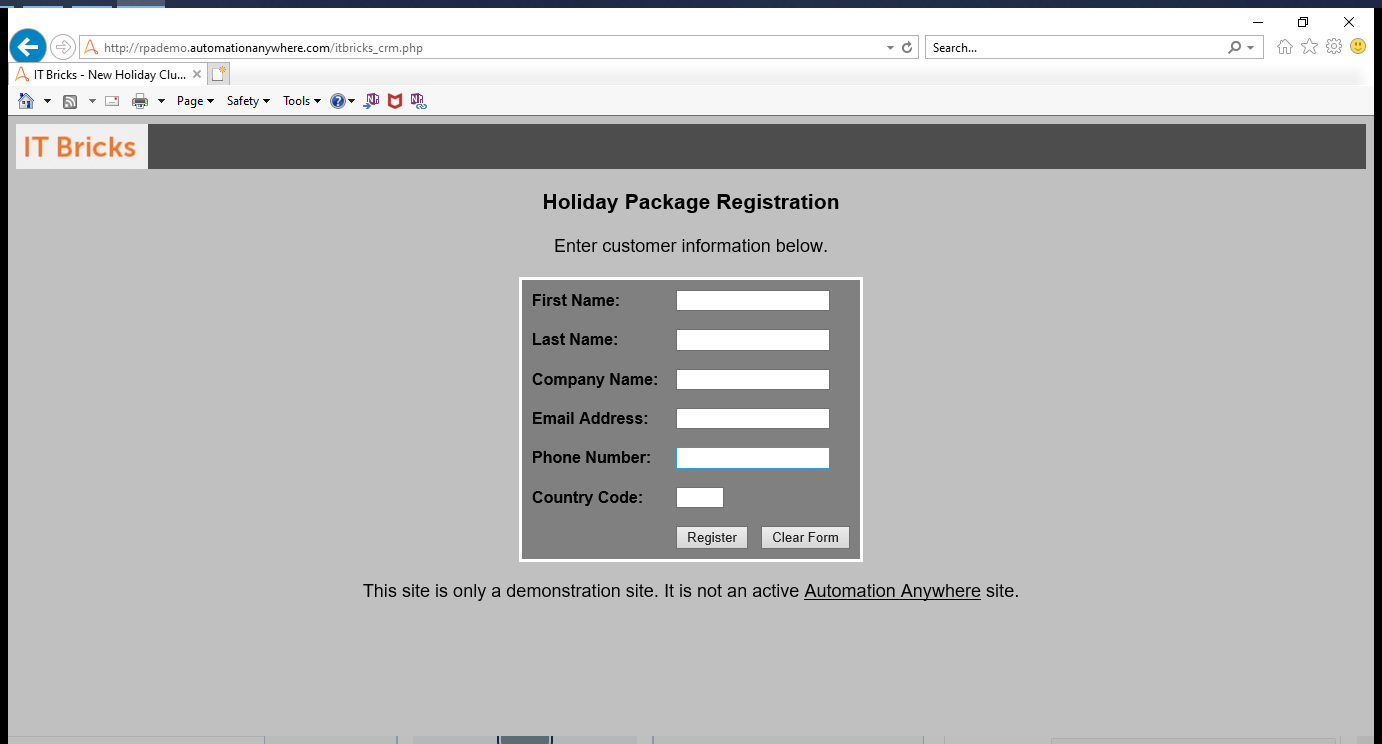 http://rpademo.automationanywhere.com/itbricks_crm.php
Search...
IT Bricks - New Holiday Clu...
Page Safety Tools
IT Bricks
Holiday Package Registration
Enter customer information below.
First Name:
Last Name:
Company Name:
Email Address:
Phone Number:
Country Code:
Register Clear Form
This site is only a demonstration site. It is not an active Automation Anywhere site.